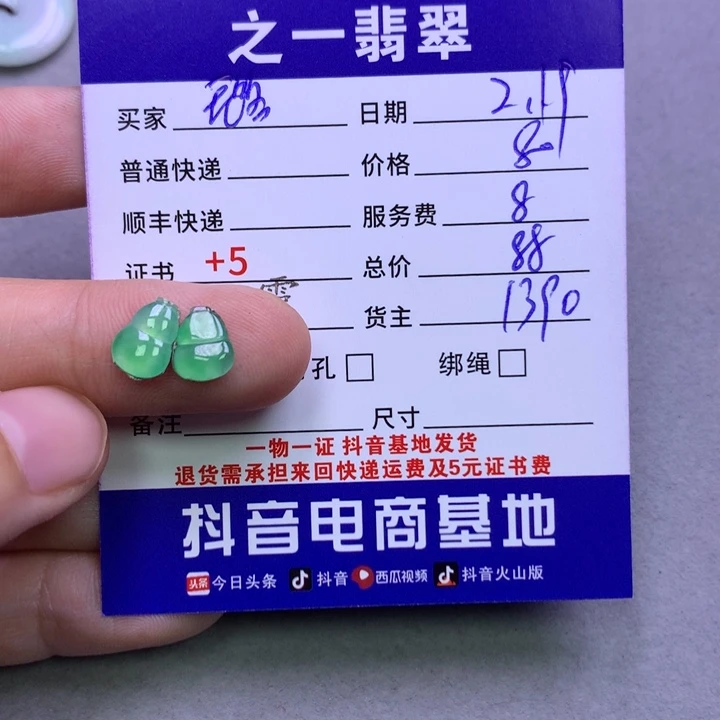 之一翡翠
买家 日期 2.19
普通快递 价格 80
顺丰快递 服务费 8
证书 +5 总价 88
需 货主 1390
孔 绑绳
备注 尺寸
一物一证 抖音基地发货
退货需承担来回快递运费及5元证书费
抖音电商基地
头条 今日头条 抖音 西瓜视频 抖音火山版